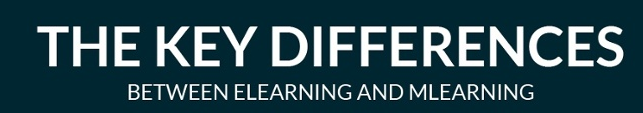 THE KEY DIFFERENCES
BETWEEN ELEARNING AND MLEARNING